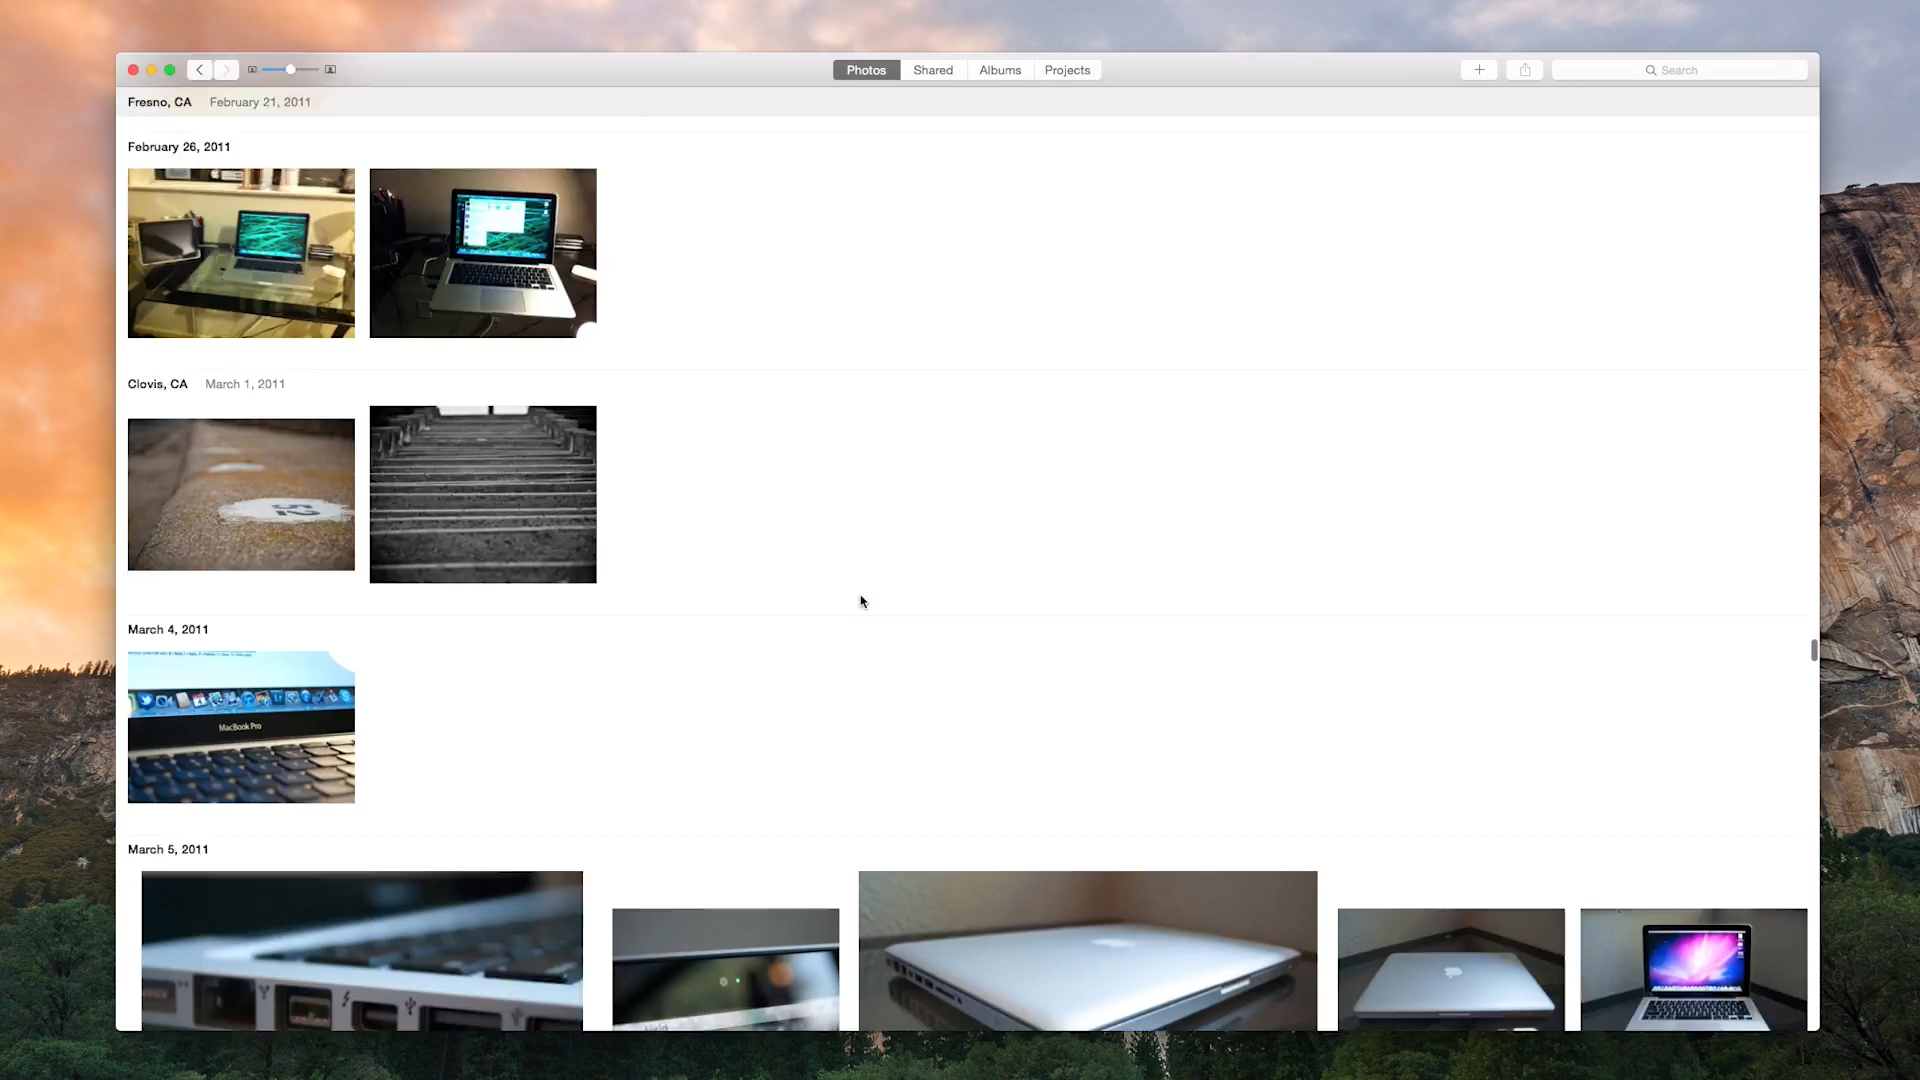 Photos Shared Albums Projects
Search
Fresno, CA February 21, 2011
February 26, 2011
Clovis, CA March 1, 2011
52
March 4, 2011
MacBook Pro
March 5, 2011